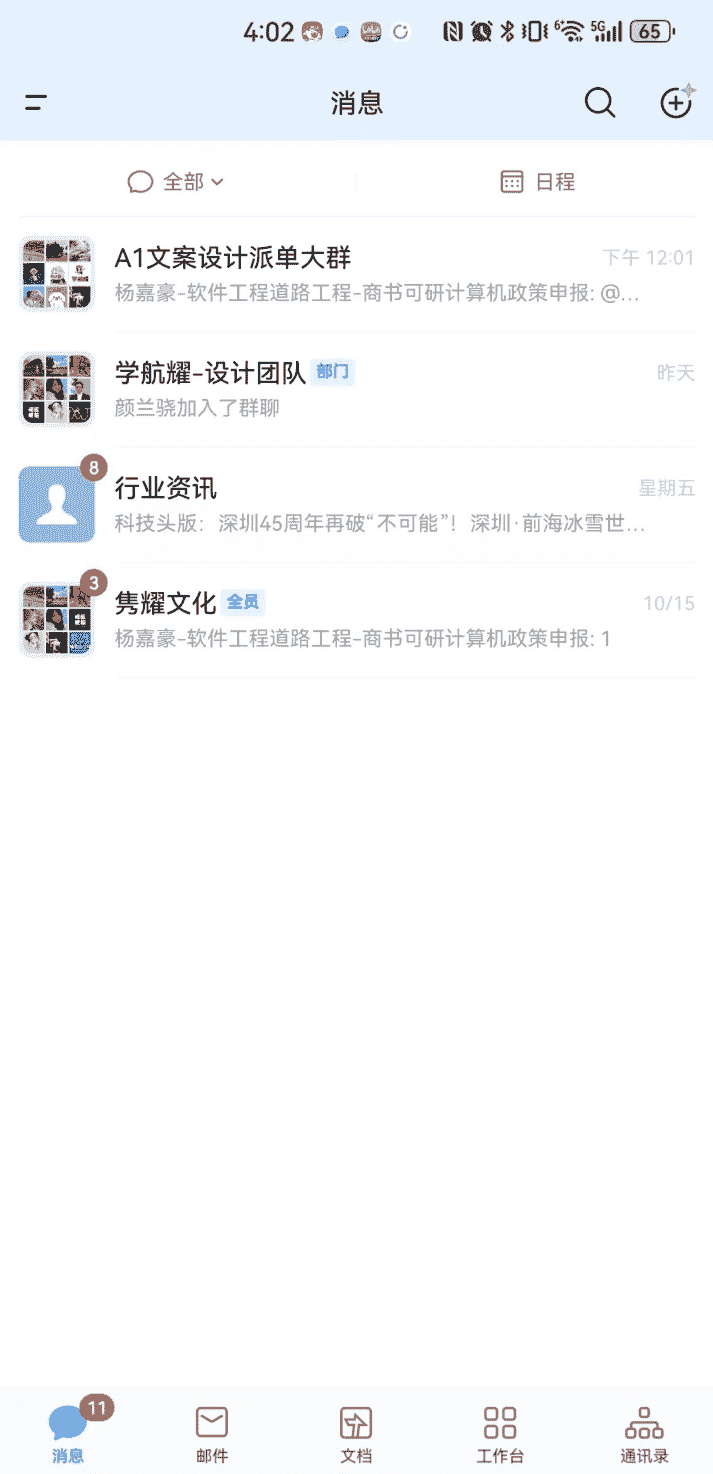 4:02
6+
5G
65
消息
全部
日程
A1文案设计派单大群
下午 12:01
杨嘉豪-软件工程道路工程-商书可研计算机政策申报: @...
学航耀-设计团队 部门
昨天
颜兰骁加入了群聊
8
行业资讯
星期五
科技头版：深圳45周年再破“不可能”！深圳·前海冰雪世...
3
隽耀文化 全员
10/15
杨嘉豪-软件工程道路工程-商书可研计算机政策申报: 1
11
消息
邮件
文档
工作台
通讯录